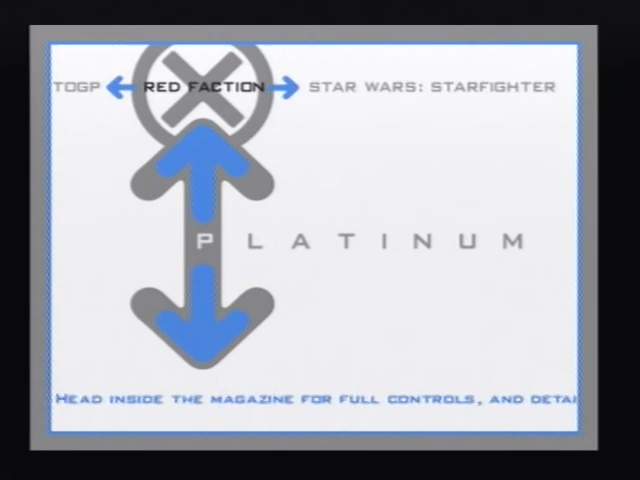 TOGP RED FACTION STAR WARS: STARFIGHTER
PLATINUM
HEAD INSIDE THE MAGAZINE FOR FULL CONTROLS, AND DETAI